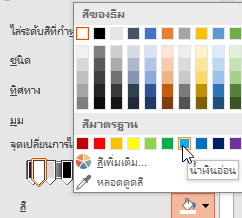 สีของธีม
ไล่ระดับสีที่กำ
ชนิด
ทิศทาง
มุม
สีมาตรฐาน
จุดเปลี่ยนการไ
สีเพิ่มเติม...
น้ำเงินอ่อน
หลอดดูดสี
สี